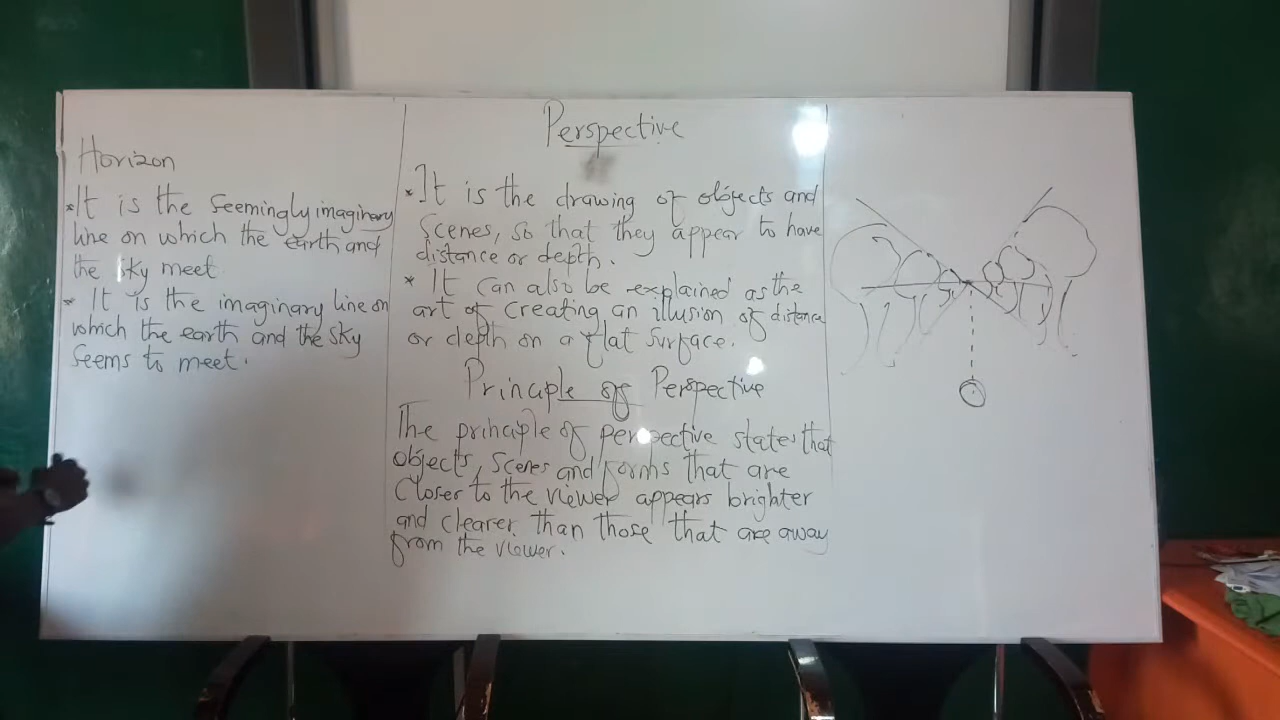 Horizon
* It is the seemingly imaginary
line on which the earth and
the sky meet
* It is the imaginary line on
which the earth and the sky
seems to meet.
Perspective
* It is the drawing of objects and
scenes, so that they appear to have
distance or depth.
* It can also be explained as the
art of creating an illusion of distance
or depth on a flat surface.
Principle of Perspective
The principle of perspective states that
objects, scenes and forms that are
closer to the viewer appears brighter
and clearer than those that are away
from the viewer.